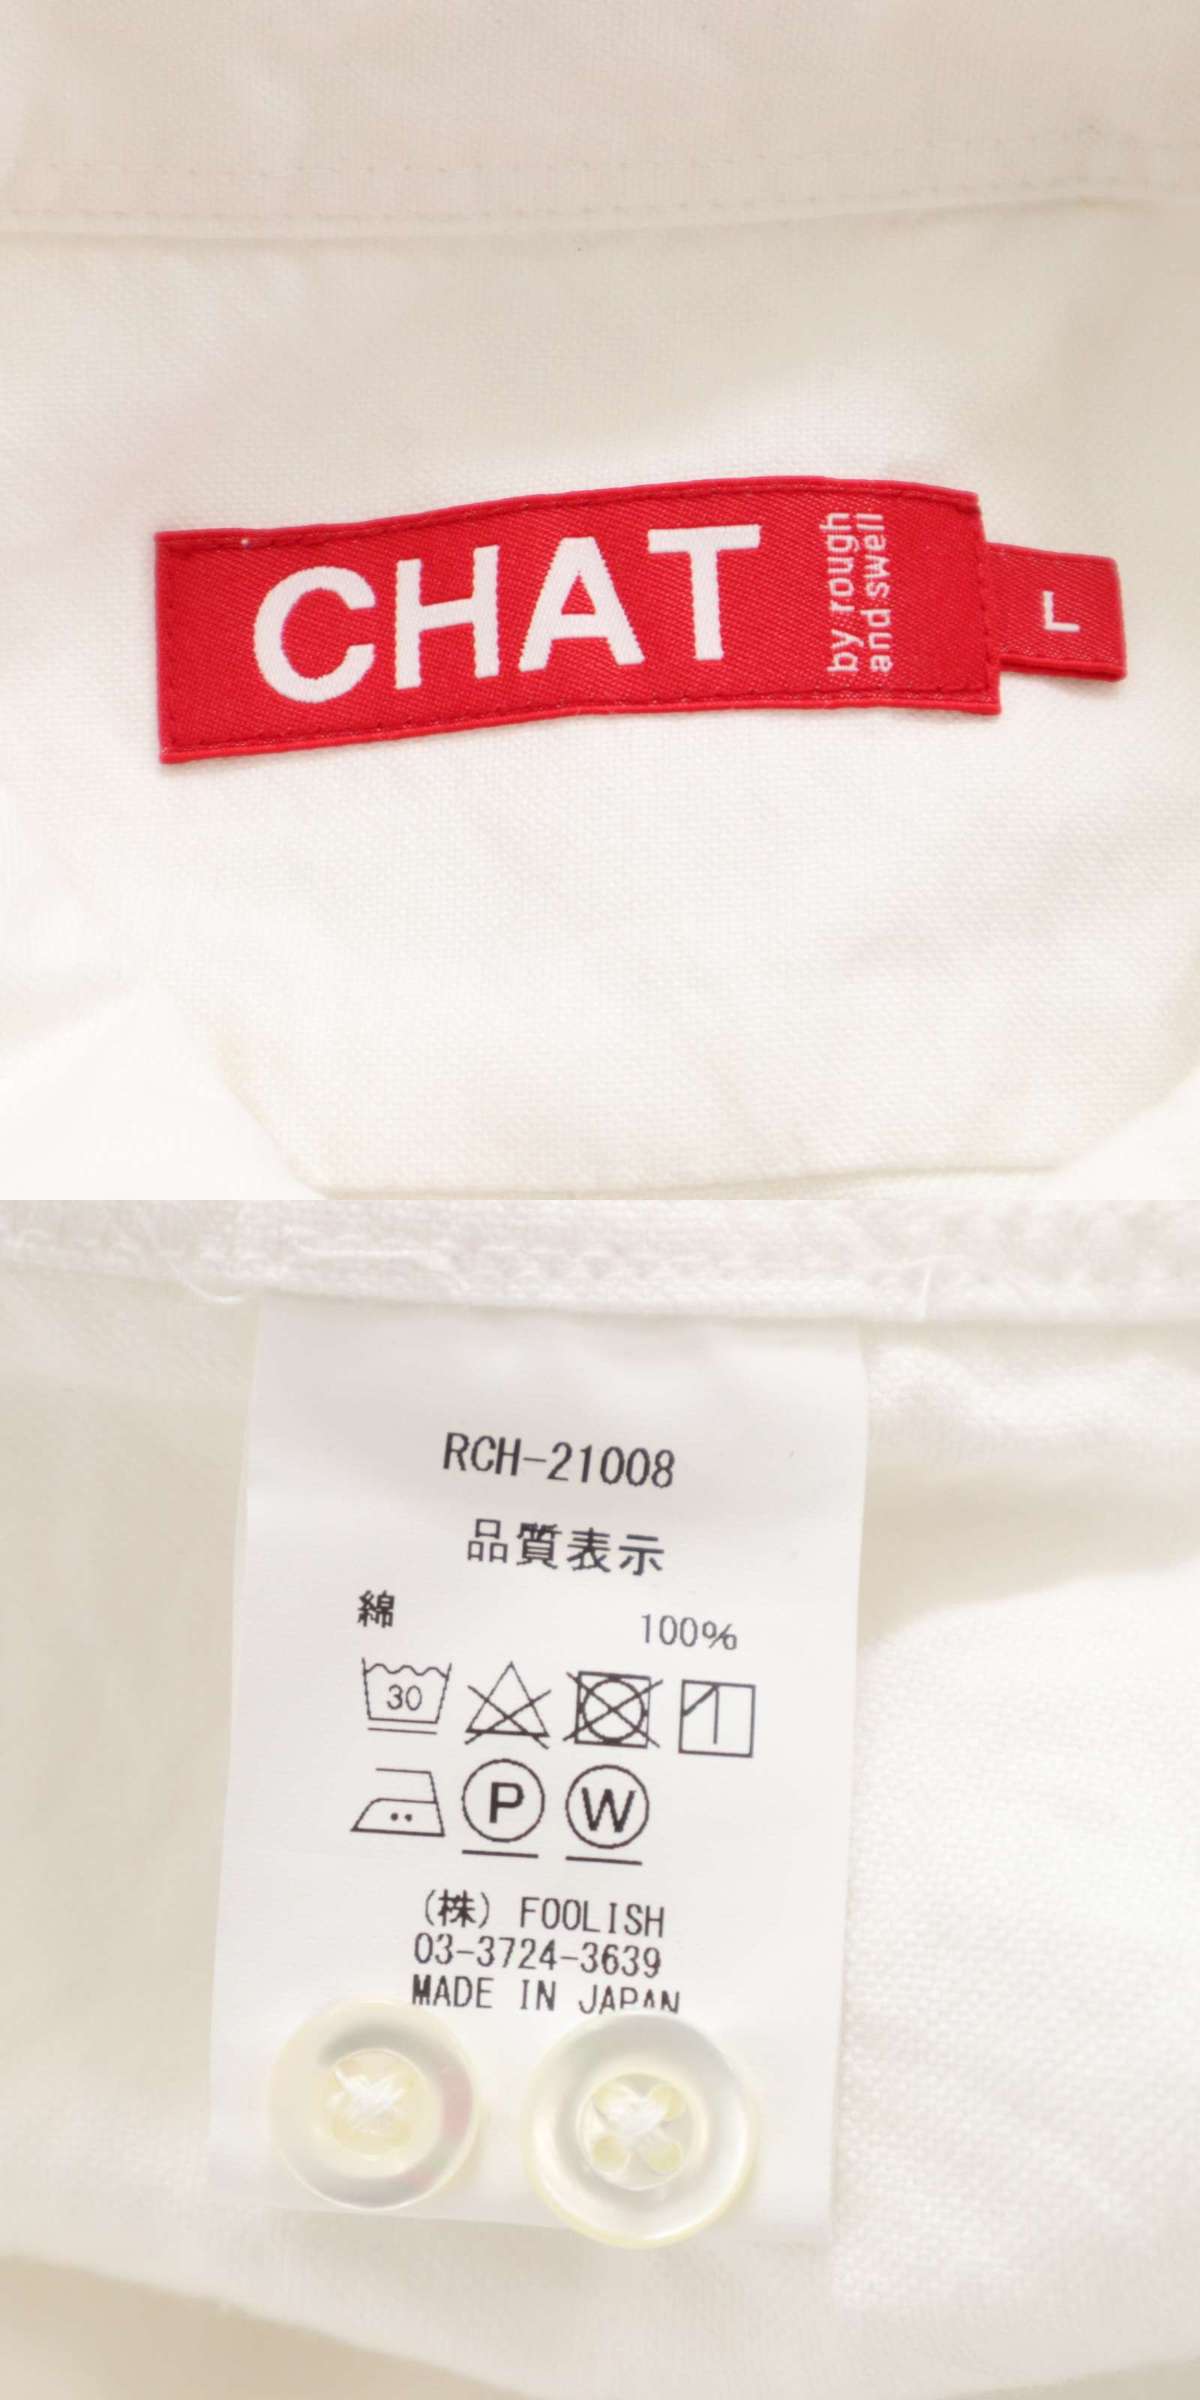 CHAT
by rough
and swell
L
RCH-21008
品質表示
綿 100%
30
P W
(株) FOOLISH
03-3724-3639
MADE IN JAPAN